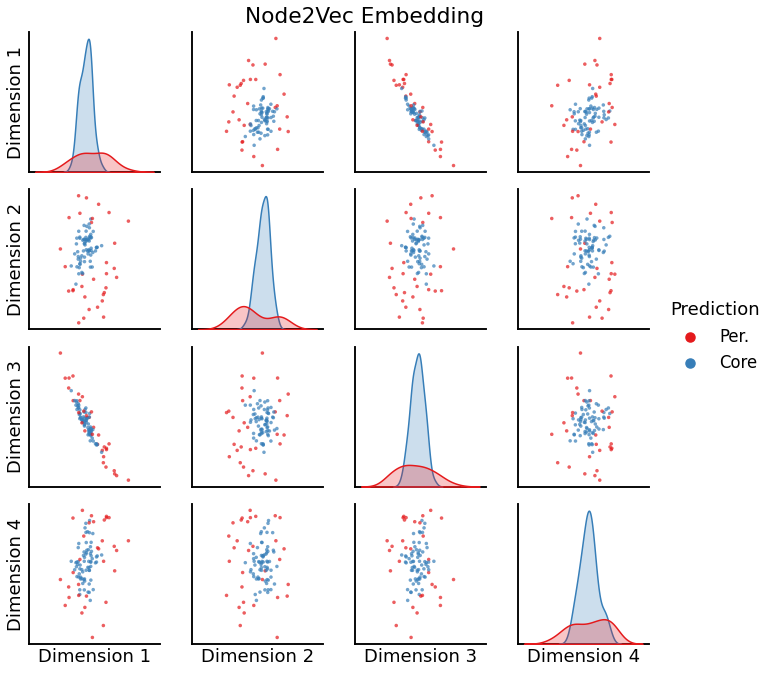 Node2Vec Embedding
Dimension 1
Dimension 2
Dimension 3
Dimension 4
Prediction
Per.
Core
Dimension 1
Dimension 2
Dimension 3
Dimension 4